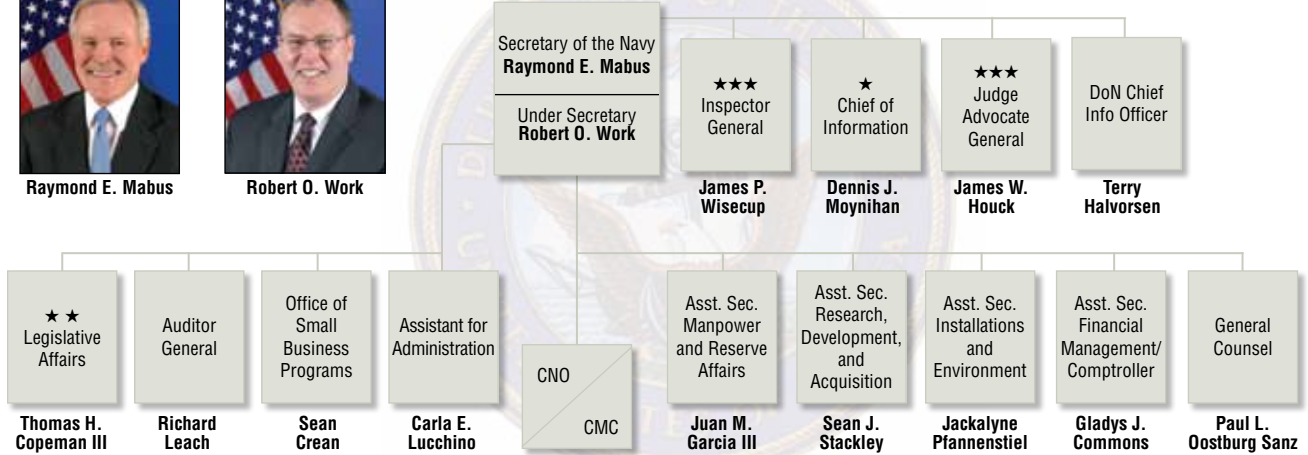 Raymond E. Mabus
Robert O. Work
Secretary of the Navy
Raymond E. Mabus
Under Secretary
Robert O. Work
★★★
Inspector
General
James P.
Wisecup
★
Chief of
Information
Dennis J.
Moynihan
★★★
Judge
Advocate
General
James W.
Houck
DoN Chief
Info Officer
Terry
Halvorsen
★ ★
Legislative
Affairs
Thomas H.
Copeman III
Auditor
General
Richard
Leach
Office of
Small
Business
Programs
Sean
Crean
Assistant for
Administration
Carla E.
Lucchino
CNO
CMC
Asst. Sec.
Manpower
and Reserve
Affairs
Juan M.
Garcia III
Asst. Sec.
Research,
Development,
and
Acquisition
Sean J.
Stackley
Asst. Sec.
Installations
and
Environment
Jackalyne
Pfannenstiel
Asst. Sec.
Financial
Management/
Comptroller
Gladys J.
Commons
General
Counsel
Paul L.
Oostburg Sanz